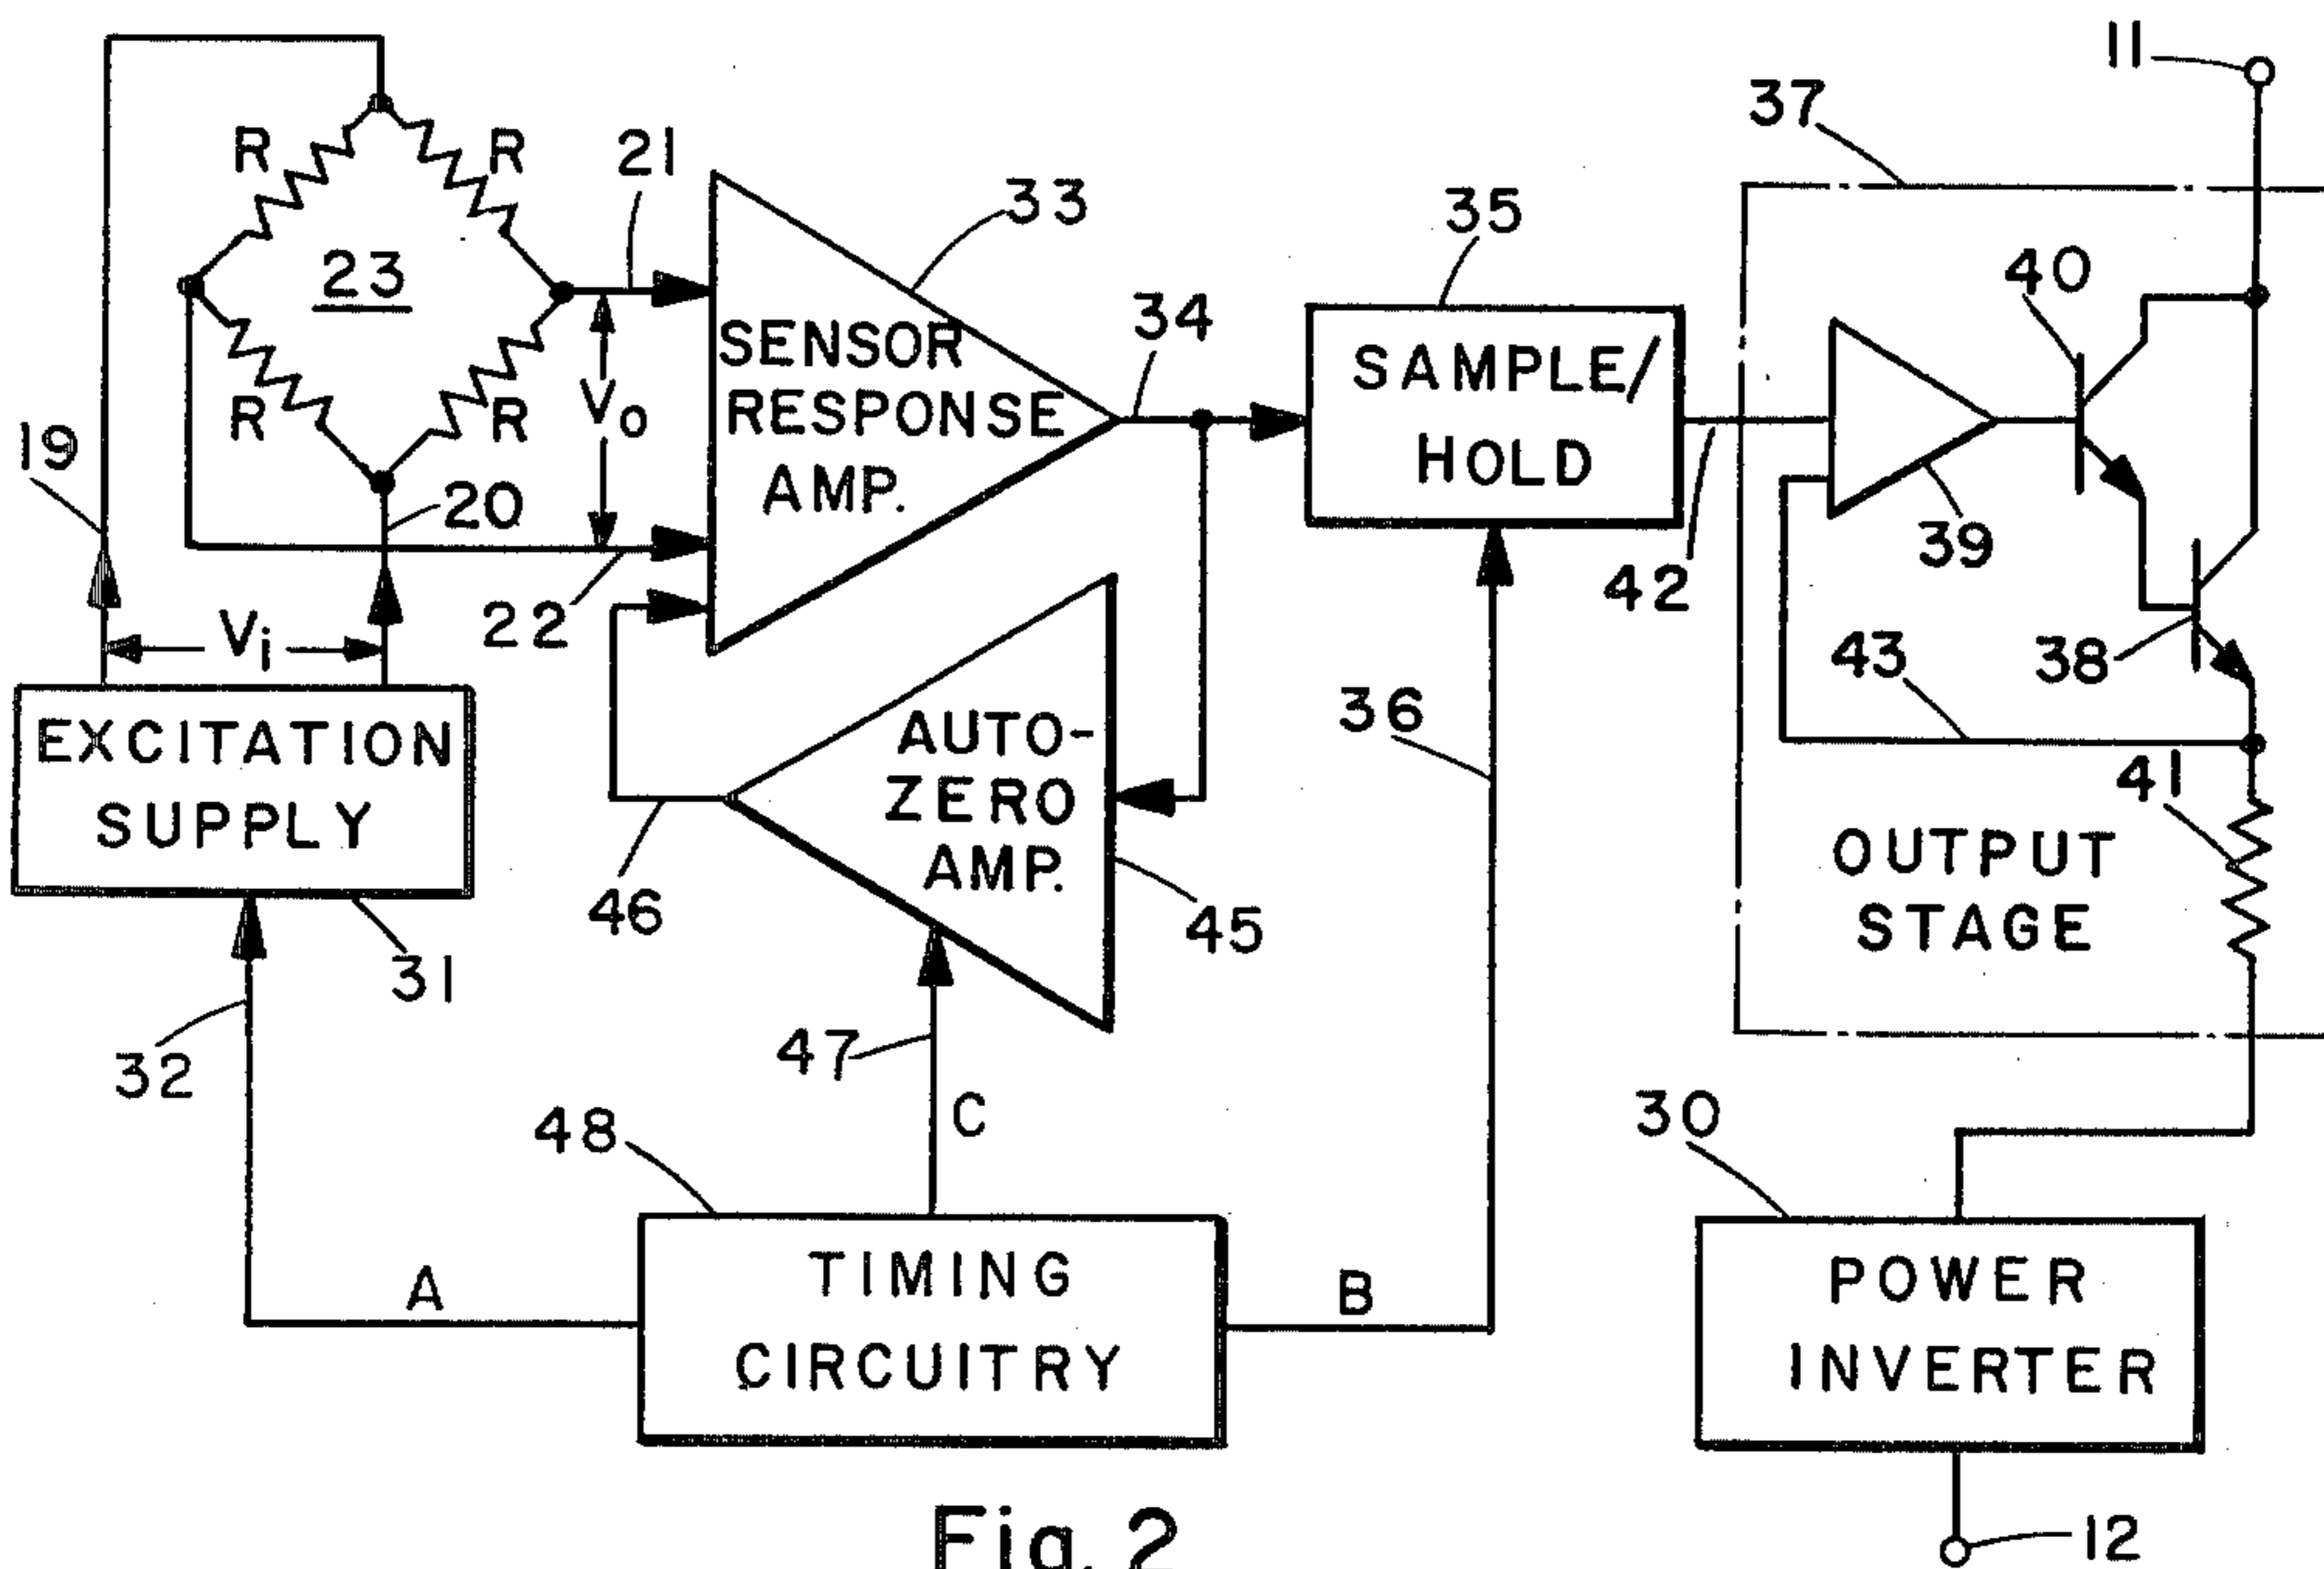 11
37
R
R
21
33
35
40
23
34
SENSOR
RESPONSE
AMP.
SAMPLE/
HOLD
Vo
R
R
19
20
39
22
42
Vi
43
38
36
EXCITATION
SUPPLY
AUTO-
ZERO
AMP.
41
OUTPUT
STAGE
46
45
31
32
47
48
C
30
TIMING
CIRCUITRY
A
B
POWER
INVERTER
12
Fig. 2